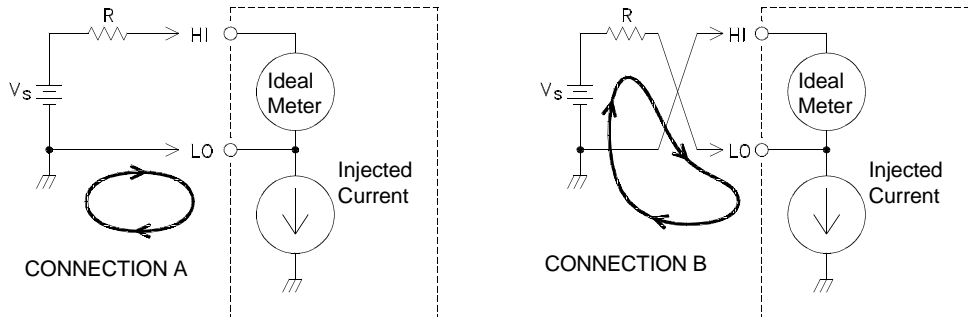 R
HI
Ideal
Meter
Vs
LO
Injected
Current
CONNECTION A
R
HI
Ideal
Meter
Vs
LO
Injected
Current
CONNECTION B